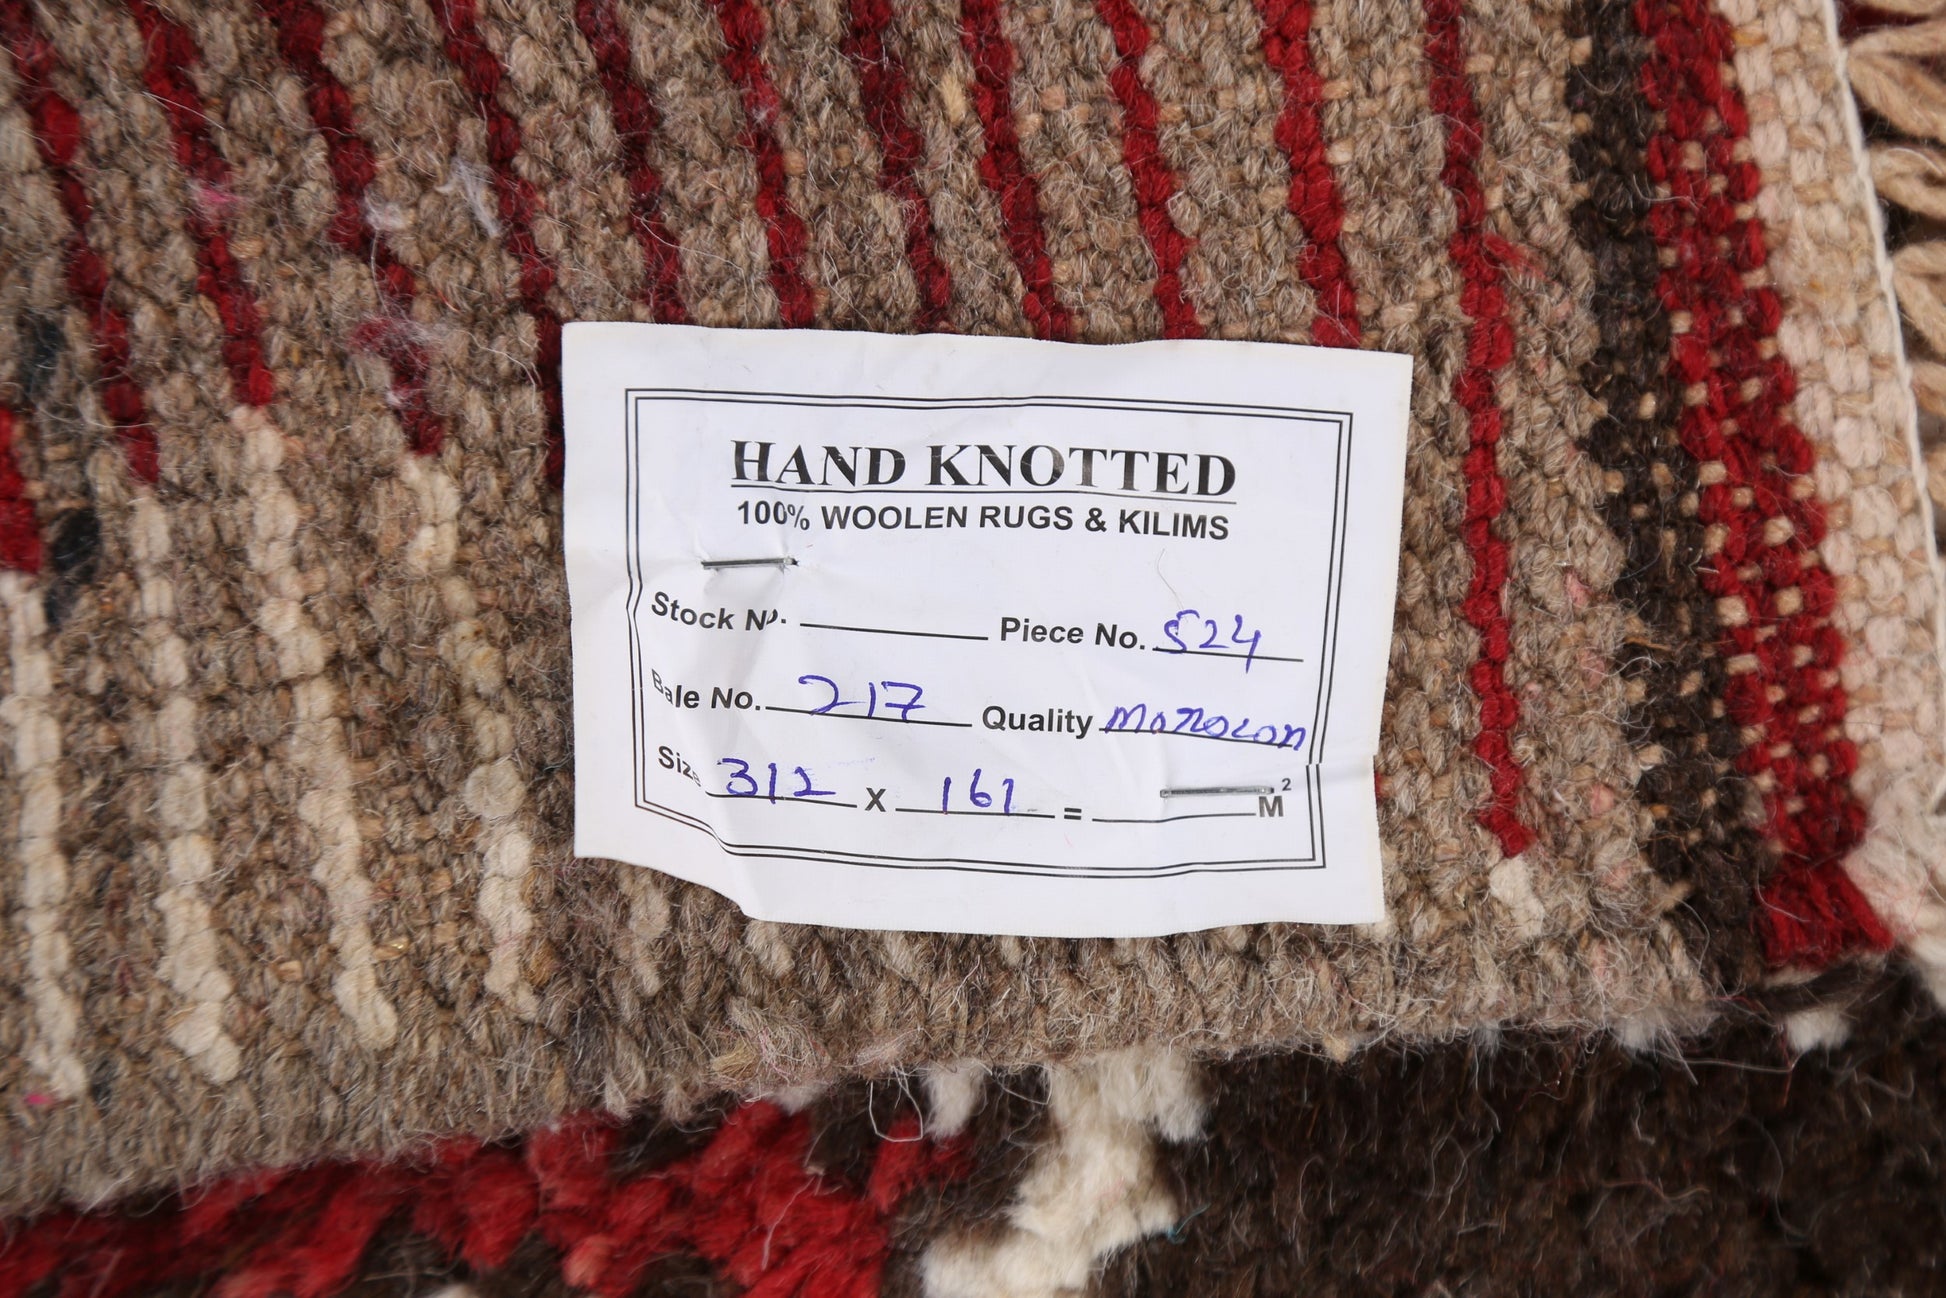 HAND KNOTTED
100% WOOLEN RUGS & KILIMS
Stock No. Piece No. 524
Bale No. 217 Quality Morocon
Size 312 X 161 = M²